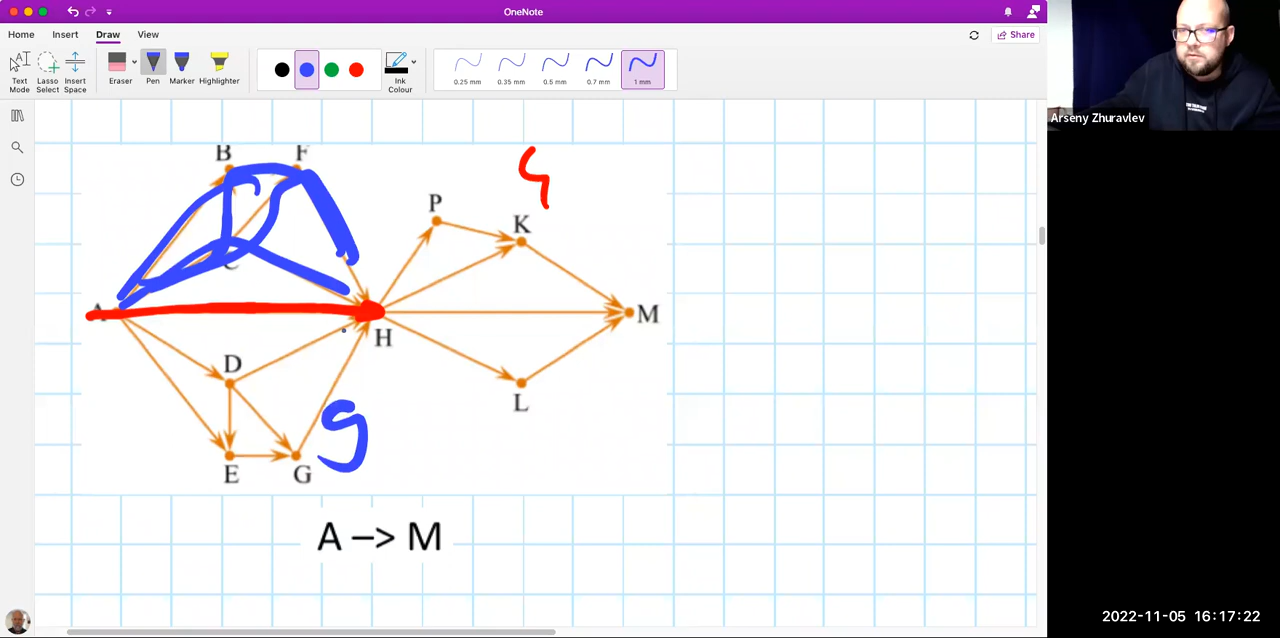 OneNote
Home Insert Draw View
Share
Text Mode
Lasso Select
Insert Space
Eraser
Pen
Marker
Highlighter
Ink Colour
0.25 mm
0.35 mm
0.5 mm
0.7 mm
1 mm
Arseny Zhuravlev
B F
P
K
C
A
M
H
D
L
E G
A —> M
2022-11-05 16:17:22